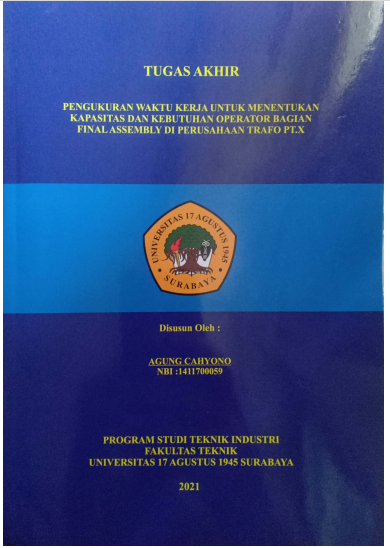 TUGAS AKHIR
PENGUKURAN WAKTU KERJA UNTUK MENENTUKAN
KAPASITAS DAN KEBUTUHAN OPERATOR BAGIAN
FINAL ASSEMBLY DI PERUSAHAAN TRAFO PT.X
UNIVERSITAS 17 AGUSTUS 1945
SURABAYA
Disusun Oleh :
AGUNG CAHYONO
NBI :1411700059
PROGRAM STUDI TEKNIK INDUSTRI
FAKULTAS TEKNIK
UNIVERSITAS 17 AGUSTUS 1945 SURABAYA
2021